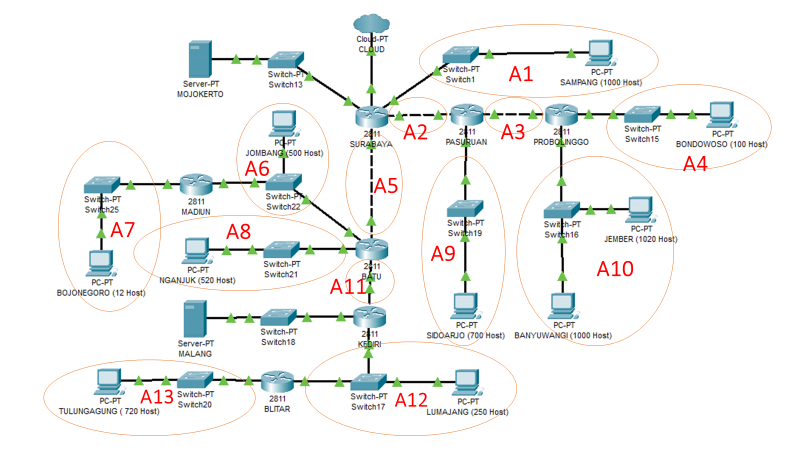 Cloud-PT
CLOUD
Server-PT
MOJOKERTO
Switch-PT
Switch13
Switch-PT
Switch1
A1
PC-PT
SAMPANG (1000 Host)
2811
SURABAYA
A2
2811
PASURUAN
A3
2811
PROBOLINGGO
Switch-PT
Switch15
PC-PT
BONDOWOSO (100 Host)
A4
PC-PT
JOMBANG (500 Host)
A6
Switch-PT
Switch22
A5
Switch-PT
Switch25
2811
MADIUN
A7
PC-PT
BOJONEGORO (12 Host)
A8
PC-PT
NGANJUK (520 Host)
Switch-PT
Switch21
2811
BATU
A11
Switch-PT
Switch19
A9
PC-PT
SIDOARJO (700 Host)
Switch-PT
Switch16
PC-PT
JEMBER (1020 Host)
A10
PC-PT
BANYUWANGI (1000 Host)
Server-PT
MALANG
Switch-PT
Switch18
2811
KEDIRI
PC-PT
TULUNGAGUNG ( 720 Host)
A13
Switch-PT
Switch20
2811
BLITAR
Switch-PT
Switch17
A12
PC-PT
LUMAJANG (250 Host)